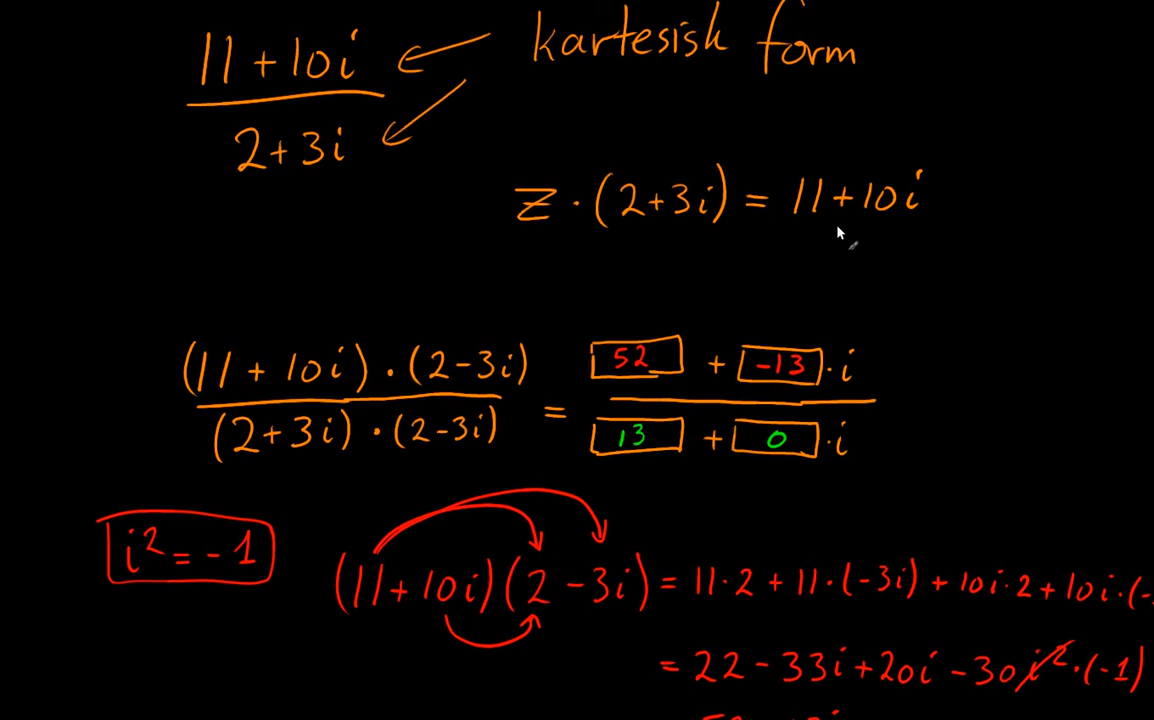 11+10i kartesisk form
2+3i
z · (2+3i) = 11+10i
(11+10i) · (2-3i) = 52 + -13 · i
(2+3i) · (2-3i) 13 + 0 · i
i² = -1
(11+10i)(2-3i) = 11·2 + 11·(-3i) + 10i·2 + 10i·(-
= 22 - 33i + 20i - 30i²·(-1)